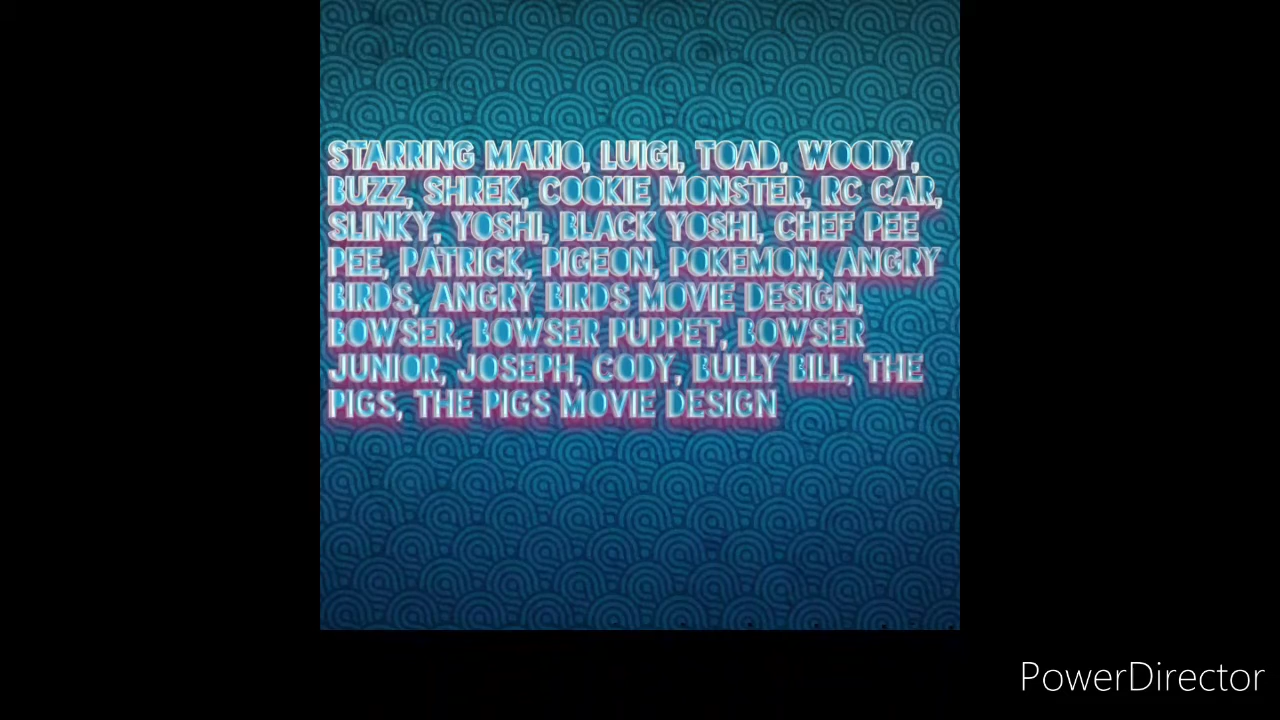 STARRING MARIO, LUIGI, TOAD, WOODY,
BUZZ, SHREK, COOKIE MONSTER, RC CAR,
SLINKY, YOSHI, BLACK YOSHI, CHEF PEE
PEE, PATRICK, PIGEON, POKEMON, ANGRY
BIRDS, ANGRY BIRDS MOVIE DESIGN,
BOWSER, BOWSER PUPPET, BOWSER
JUNIOR, JOSEPH, CODY, BULLY BILL, THE
PIGS, THE PIGS MOVIE DESIGN
PowerDirector